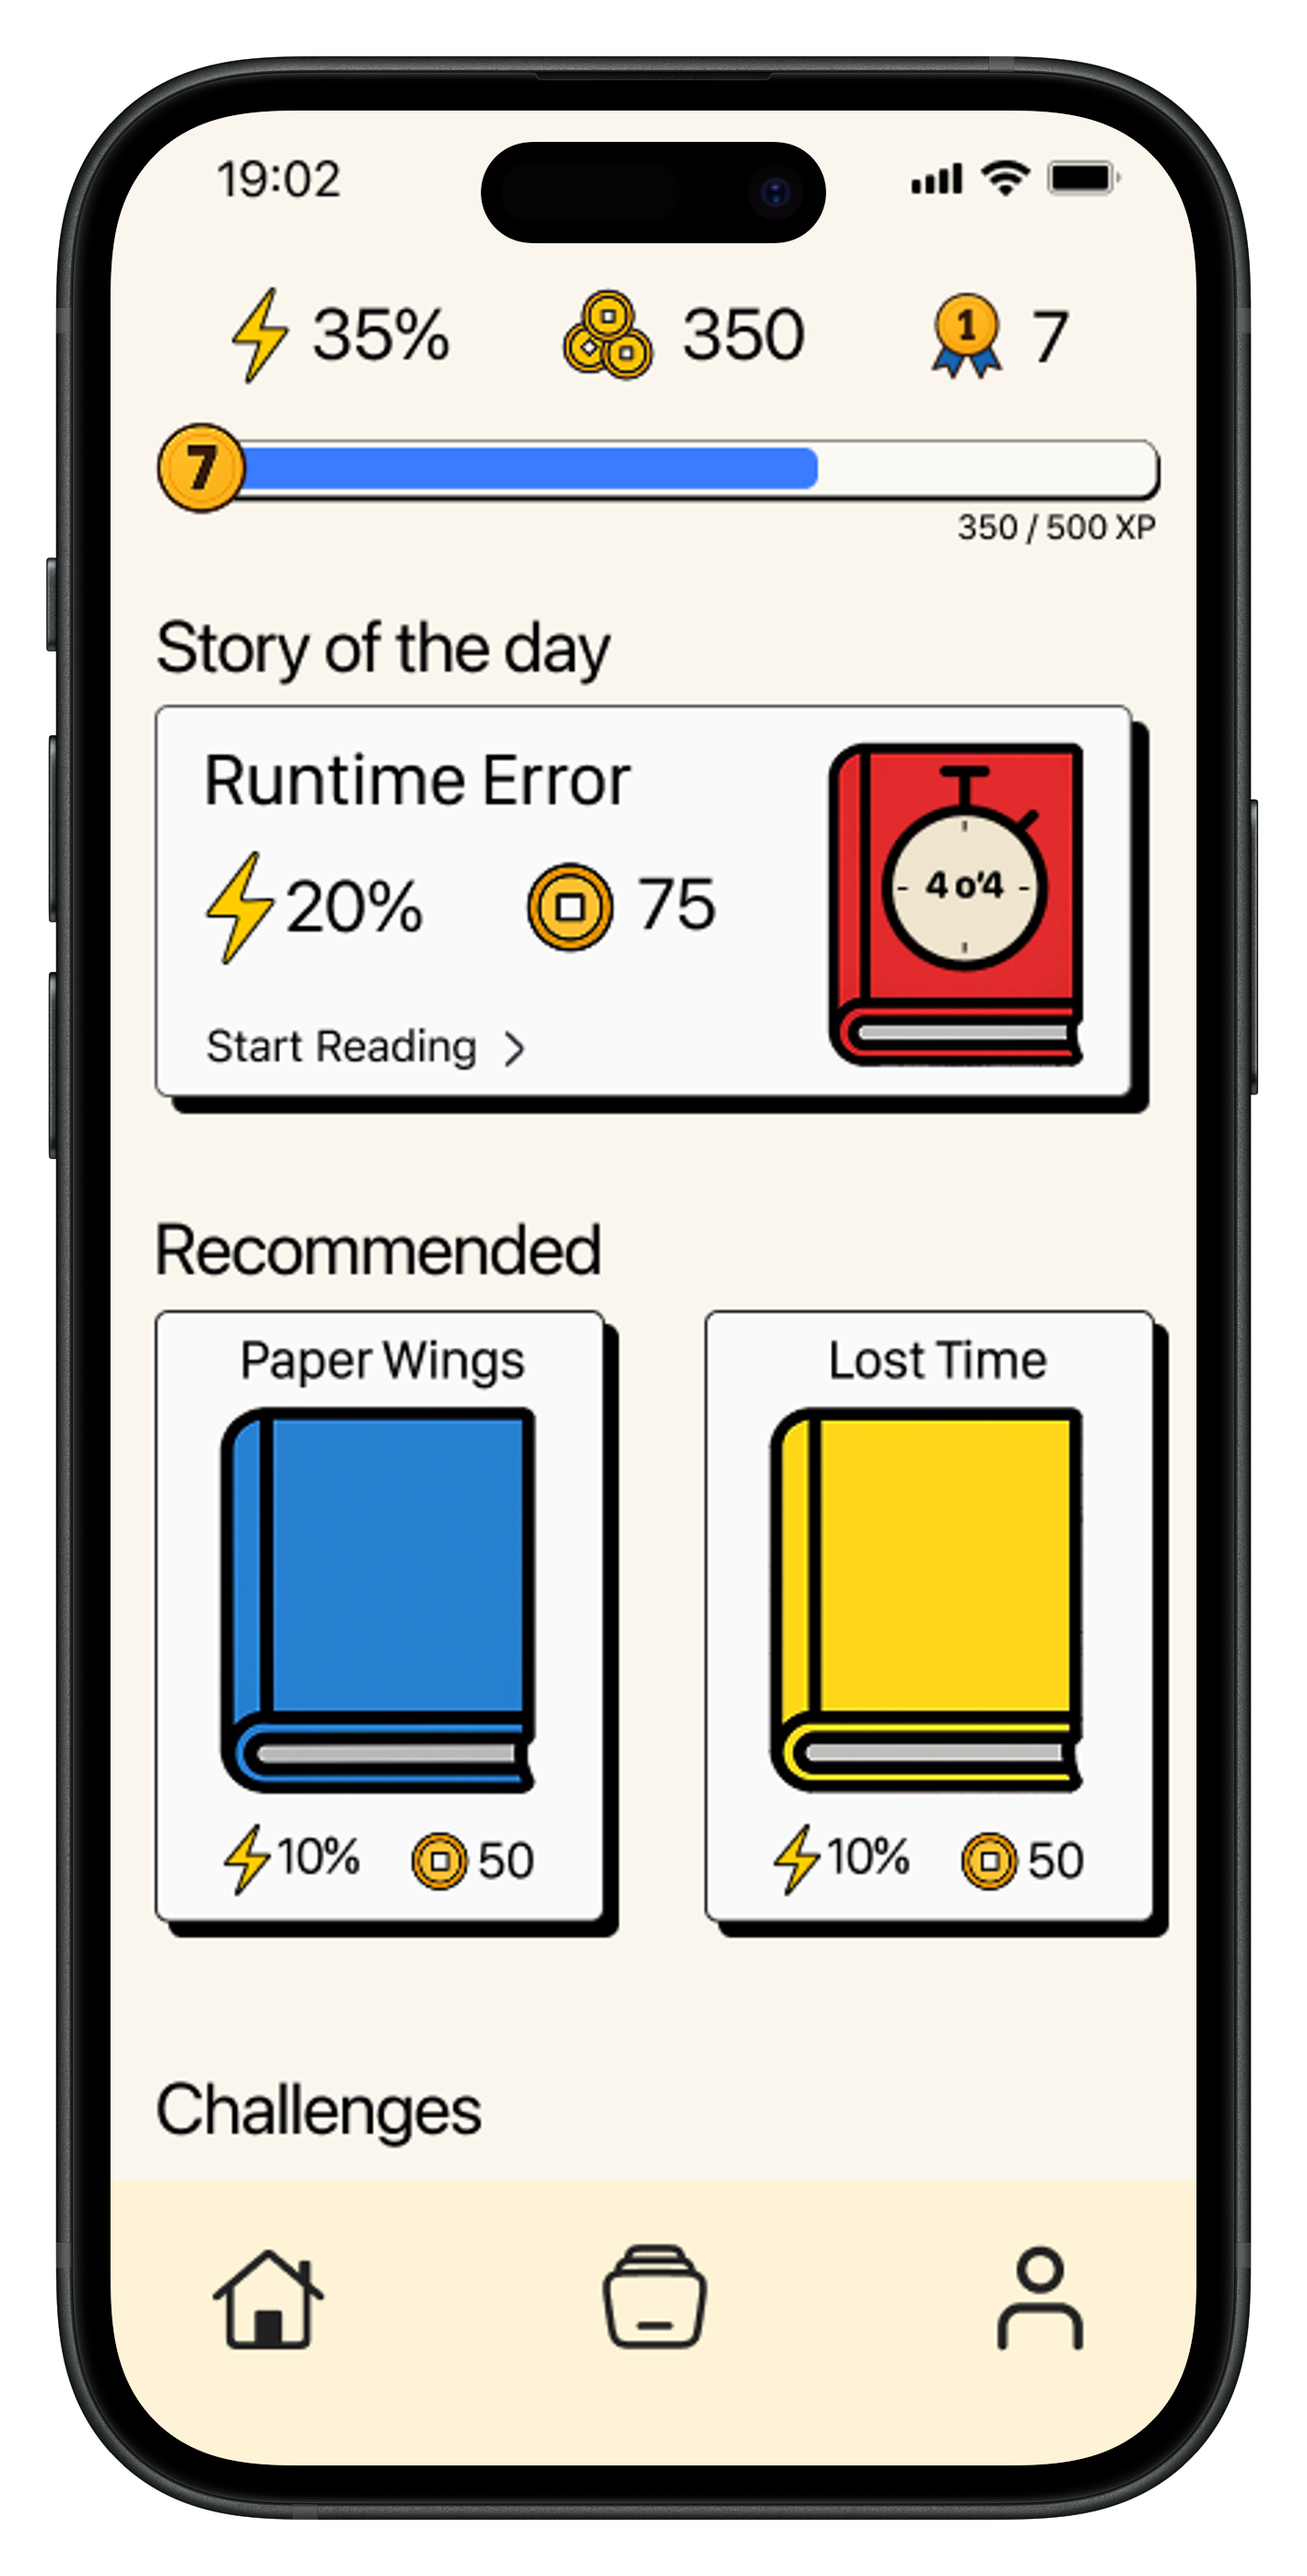 19:02
35% 350 1 7
7
350 / 500 XP
Story of the day
Runtime Error
4 o'4
20% 75
Start Reading >
Recommended
Paper Wings Lost Time
10% 50 10% 50
Challenges